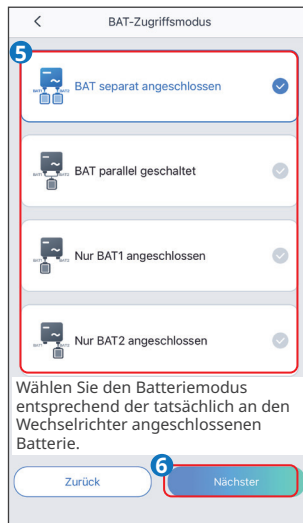 BAT-Zugriffsmodus
5
BAT separat angeschlossen
BAT parallel geschaltet
Nur BAT1 angeschlossen
Nur BAT2 angeschlossen
Wählen Sie den Batteriemodus
entsprechend der tatsächlich an den
Wechselrichter angeschlossenen
Batterie.
6
Zurück
Nächster